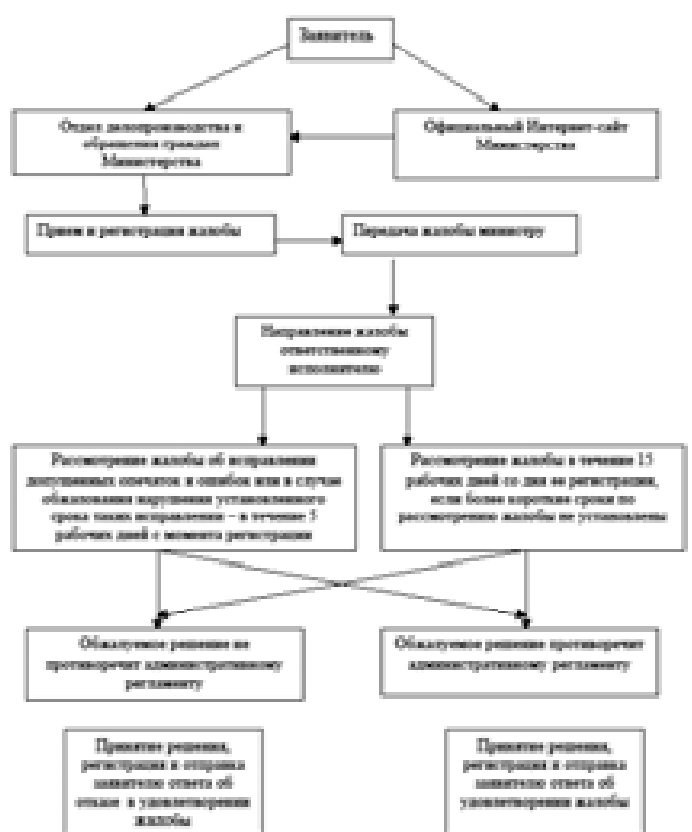 Заявитель
Отдел делопроизводства и
обращения граждан
Министерства
Официальный Интернет-сайт
Министерства
Прием и регистрация жалобы
Передача жалобы министру
Направление жалобы
ответственному
исполнителю
Рассмотрение жалобы об исправлении
допущенных опечаток и ошибок или в случае
обжалования нарушения установленного
срока таких исправлений – в течение 5
рабочих дней с момента регистрации
Рассмотрение жалобы в течение 15
рабочих дней со дня ее регистрации,
если более короткие сроки по
рассмотрению жалобы не установлены
Обжалуемое решение не
противоречит административному
регламенту
Обжалуемое решение противоречит
административному регламенту
Принятие решения,
регистрация и отправка
заявителю ответа об
отказе в удовлетворении
жалобы
Принятие решения,
регистрация и отправка
заявителю ответа об
удовлетворении жалобы